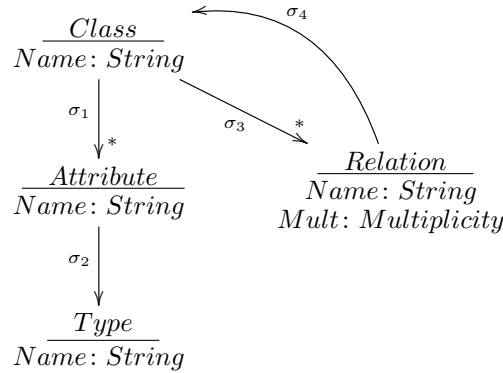 Class
Name: String
σ4
σ1
*
σ3
*
Attribute
Name: String
Relation
Name: String
Mult: Multiplicity
σ2
Type
Name: String